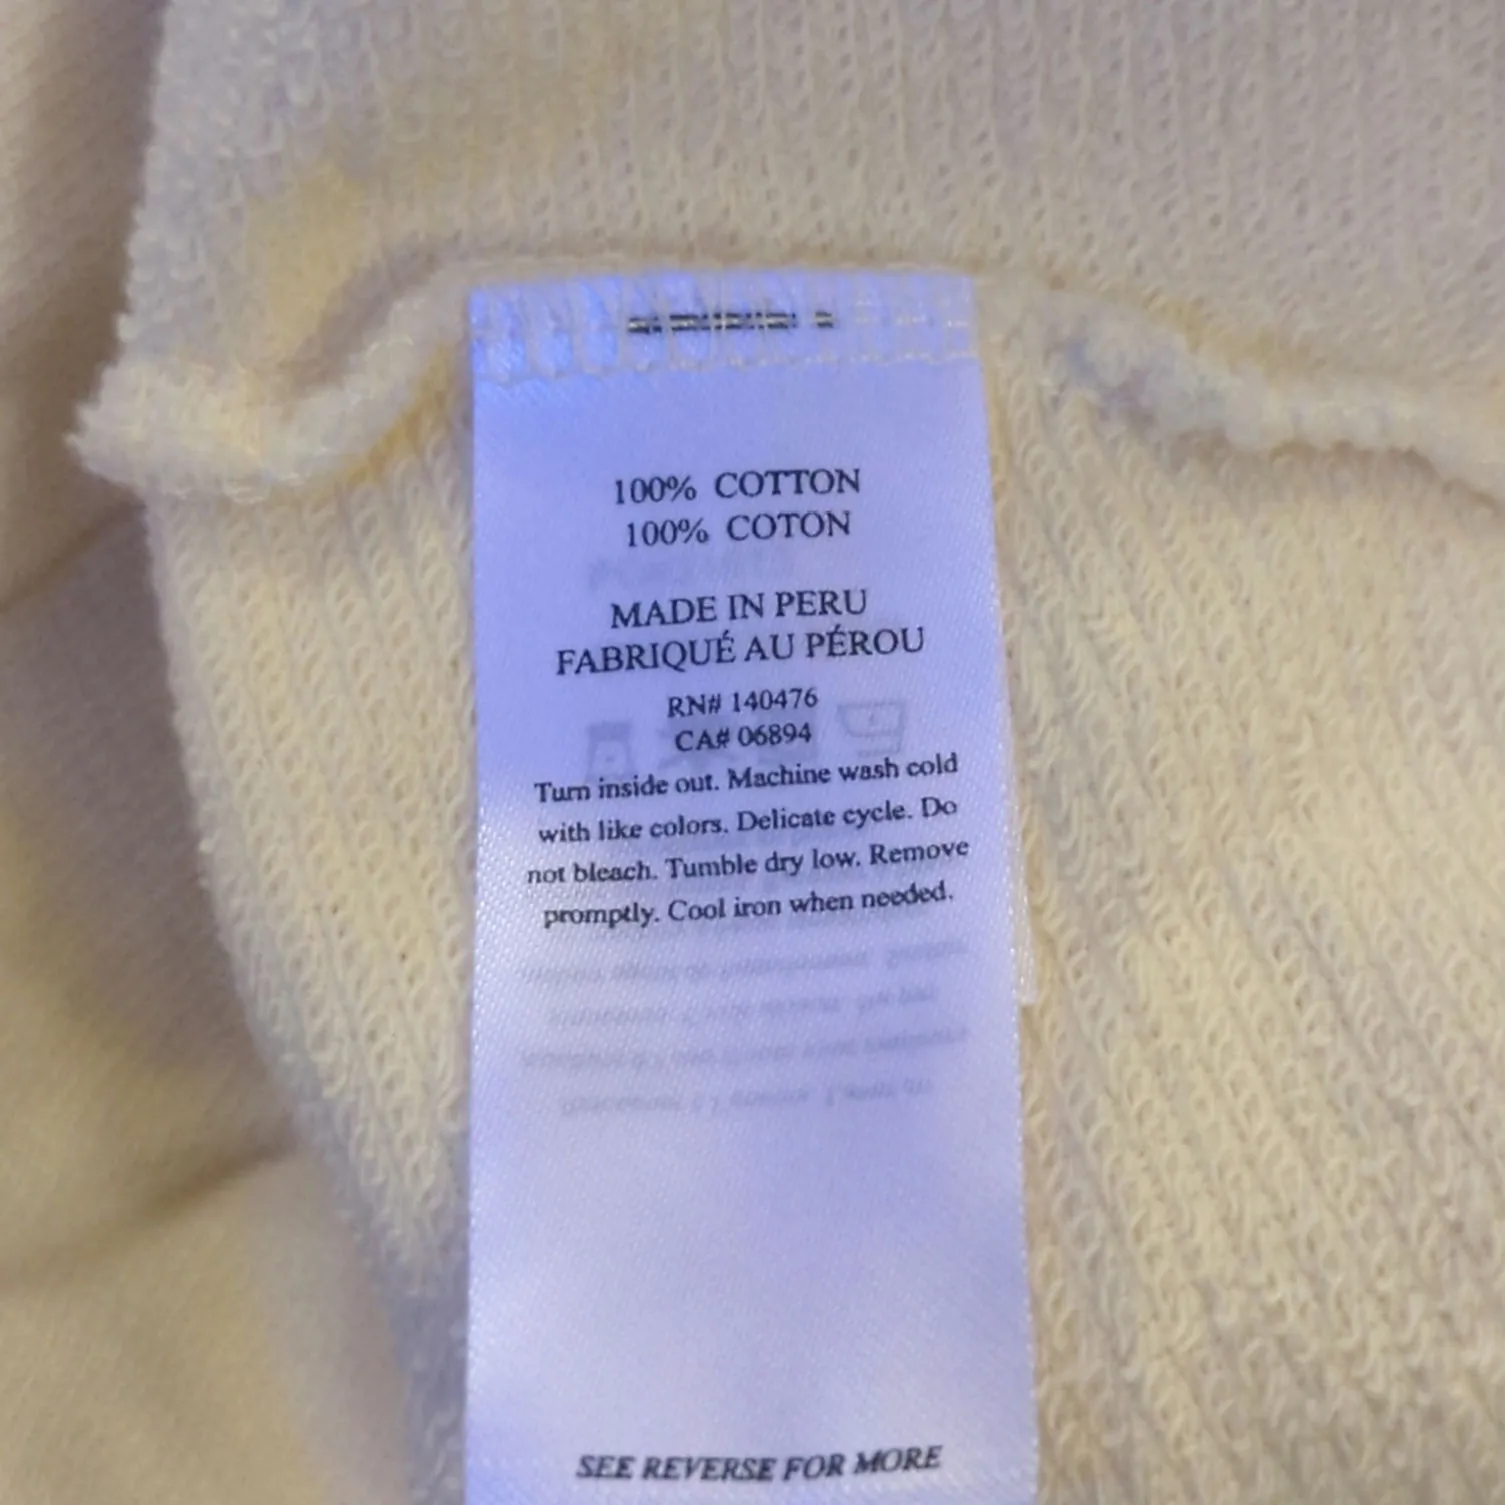 100% COTTON
100% COTON
MADE IN PERU
FABRIQUÉ AU PÉROU
RN# 140476
CA# 06894
Turn inside out. Machine wash cold
with like colors. Delicate cycle. Do
not bleach. Tumble dry low. Remove
promptly. Cool iron when needed.
SEE REVERSE FOR MORE